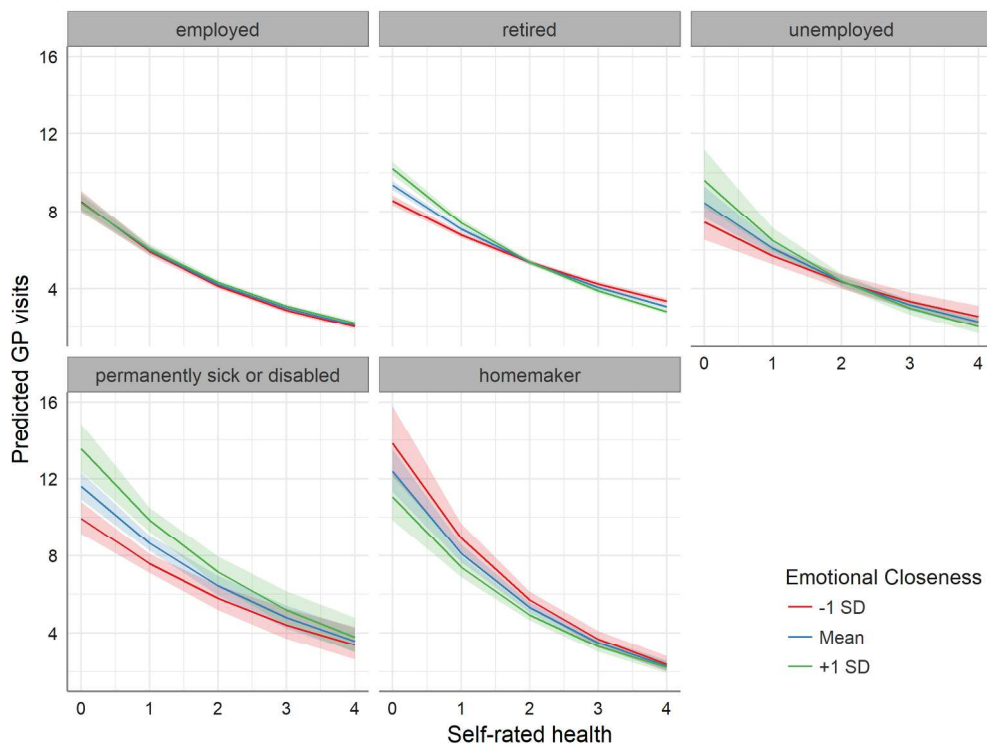 employed retired unemployed
16
12
8
4
0 1 2 3 4
permanently sick or disabled homemaker
16
12
8
4
0 1 2 3 4 0 1 2 3 4
Predicted GP visits
Self-rated health
Emotional Closeness
-1 SD
Mean
+1 SD